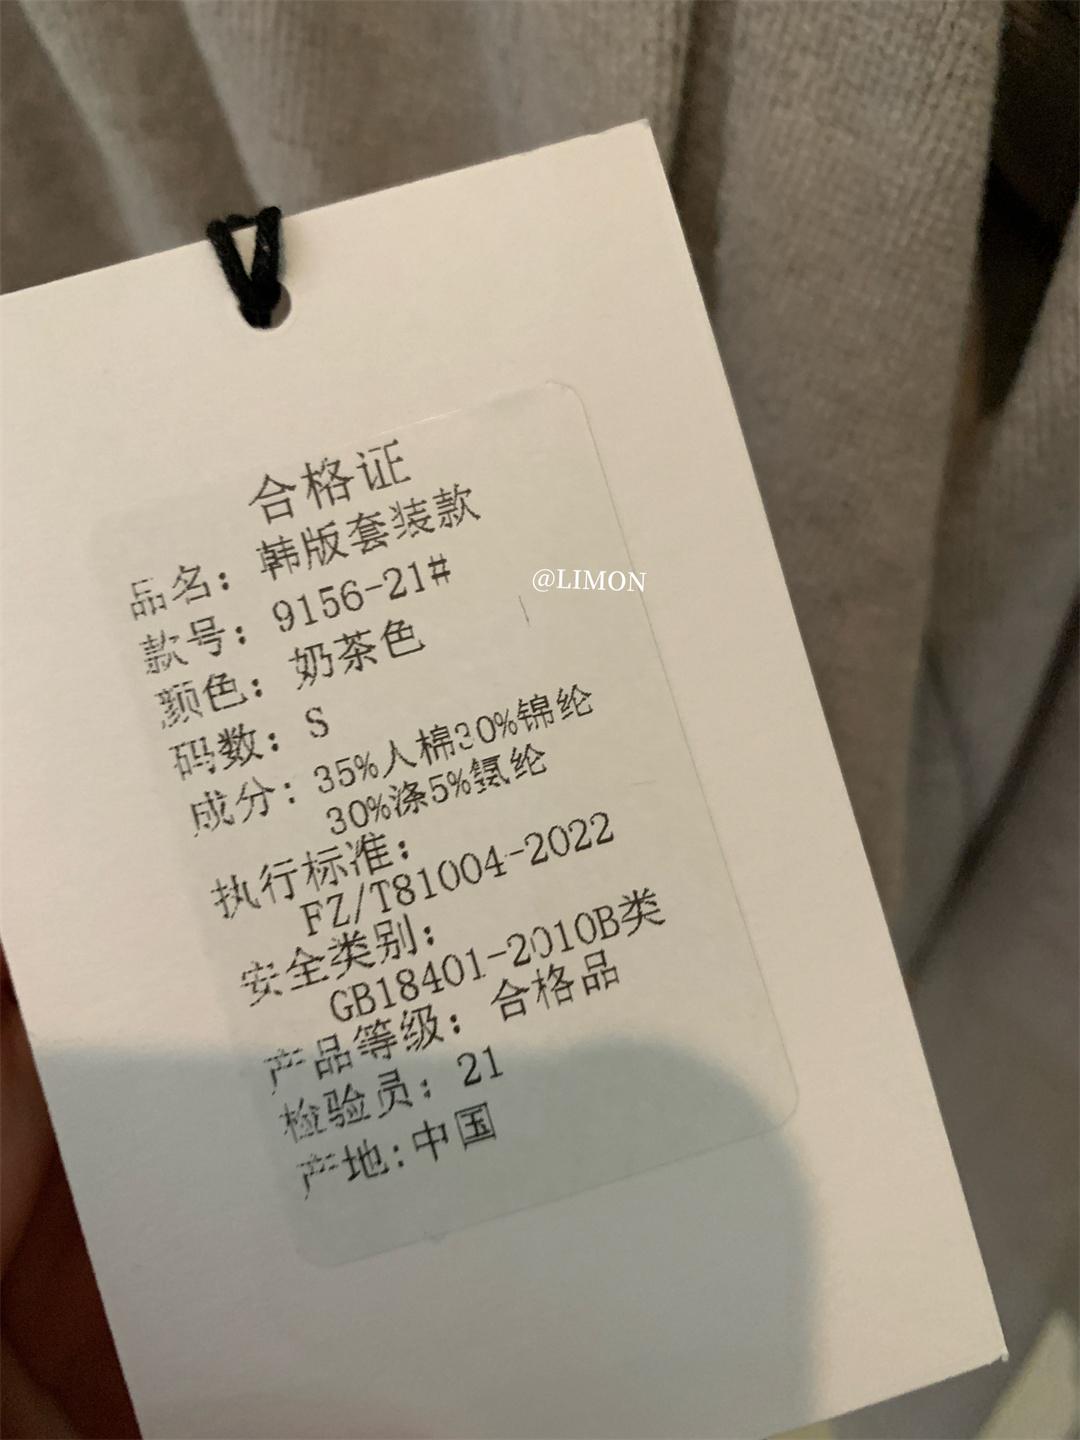 合格证
品名：韩版套装款
款号：9156-21#
颜色：奶茶色
码数：S
成分：35%人棉30%锦纶
30%涤5%氨纶
执行标准：
FZ/T81004-2022
安全类别：
GB18401-2010B类
产品等级：合格品
检验员：21
产地:中国
@LIMON